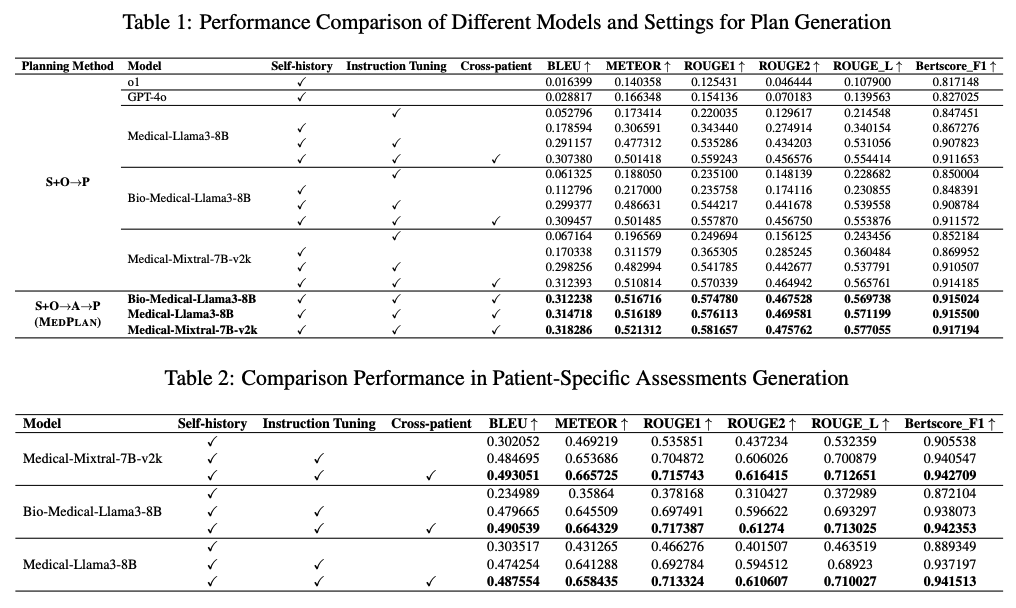 Table 1: Performance Comparison of Different Models and Settings for Plan Generation
Planning Method Model Self-history Instruction Tuning Cross-patient BLEU ↑ METEOR ↑ ROUGE1 ↑ ROUGE2 ↑ ROUGE_L ↑ Bertscore_F1 ↑
o1 ✓ 0.016399 0.140358 0.125431 0.046444 0.107900 0.817148
GPT-4o ✓ 0.028817 0.166348 0.154136 0.070183 0.139563 0.827025
✓ 0.052796 0.173414 0.220035 0.129617 0.214548 0.847451
Medical-Llama3-8B ✓ 0.178594 0.306591 0.343440 0.274914 0.340154 0.867276
✓ ✓ 0.291157 0.477312 0.535286 0.434203 0.531056 0.907823
✓ ✓ ✓ 0.307380 0.501418 0.559243 0.456576 0.554414 0.911653
S+O→P
✓ 0.061325 0.188050 0.235100 0.148139 0.228682 0.850004
Bio-Medical-Llama3-8B ✓ 0.112796 0.217000 0.235758 0.174116 0.230855 0.848391
✓ ✓ 0.299377 0.486631 0.544217 0.441678 0.539558 0.908784
✓ ✓ ✓ 0.309457 0.501485 0.557870 0.456750 0.553876 0.911572
✓ 0.067164 0.196569 0.249694 0.156125 0.243456 0.852184
Medical-Mixtral-7B-v2k ✓ 0.170338 0.311579 0.365305 0.285245 0.360484 0.869952
✓ ✓ 0.298256 0.482994 0.541785 0.442677 0.537791 0.910507
✓ ✓ ✓ 0.312393 0.510814 0.570339 0.464942 0.565761 0.914185
S+O→A→P
(MEDPLAN)
Bio-Medical-Llama3-8B ✓ ✓ ✓ 0.312238 0.516716 0.574780 0.467528 0.569738 0.915024
Medical-Llama3-8B ✓ ✓ ✓ 0.314718 0.516189 0.576113 0.469581 0.571199 0.915500
Medical-Mixtral-7B-v2k ✓ ✓ ✓ 0.318286 0.521312 0.581657 0.475762 0.577055 0.917194
Table 2: Comparison Performance in Patient-Specific Assessments Generation
Model Self-history Instruction Tuning Cross-patient BLEU ↑ METEOR ↑ ROUGE1 ↑ ROUGE2 ↑ ROUGE_L ↑ Bertscore_F1 ↑
✓ 0.302052 0.469219 0.535851 0.437234 0.532359 0.905538
Medical-Mixtral-7B-v2k ✓ ✓ 0.484695 0.653686 0.704872 0.606026 0.700879 0.940547
✓ ✓ ✓ 0.493051 0.665725 0.715743 0.616415 0.712651 0.942709
✓ 0.234989 0.35864 0.378168 0.310427 0.372989 0.872104
Bio-Medical-Llama3-8B ✓ ✓ 0.479665 0.645509 0.697491 0.596622 0.693297 0.938073
✓ ✓ ✓ 0.490539 0.664329 0.717387 0.61274 0.713025 0.942353
✓ 0.303517 0.431265 0.466276 0.401507 0.463519 0.889349
Medical-Llama3-8B ✓ ✓ 0.474254 0.641288 0.692784 0.594512 0.68923 0.937197
✓ ✓ ✓ 0.487554 0.658435 0.713324 0.610607 0.710027 0.941513